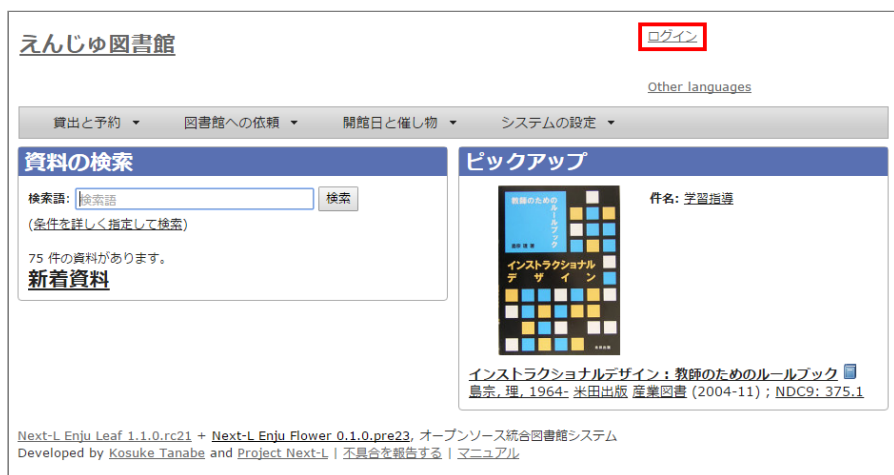 えんじゅ図書館
ログイン
Other languages
貸出と予約 ▼ 図書館への依頼 ▼ 開館日と催し物 ▼ システムの設定 ▼
資料の検索
検索語: 検索語 検索
(条件を詳しく指定して検索)
75 件の資料があります。
新着資料
ピックアップ
教師のための
ルールブック
島宗 理 著
インストラクショナル
デザイン
米田出版
件名: 学習指導
インストラクショナルデザイン : 教師のためのルールブック
島宗, 理, 1964- 米田出版 産業図書 (2004-11) ; NDC9: 375.1
Next-L Enju Leaf 1.1.0.rc21 + Next-L Enju Flower 0.1.0.pre23, オープンソース統合図書館システム
Developed by Kosuke Tanabe and Project Next-L | 不具合を報告する | マニュアル